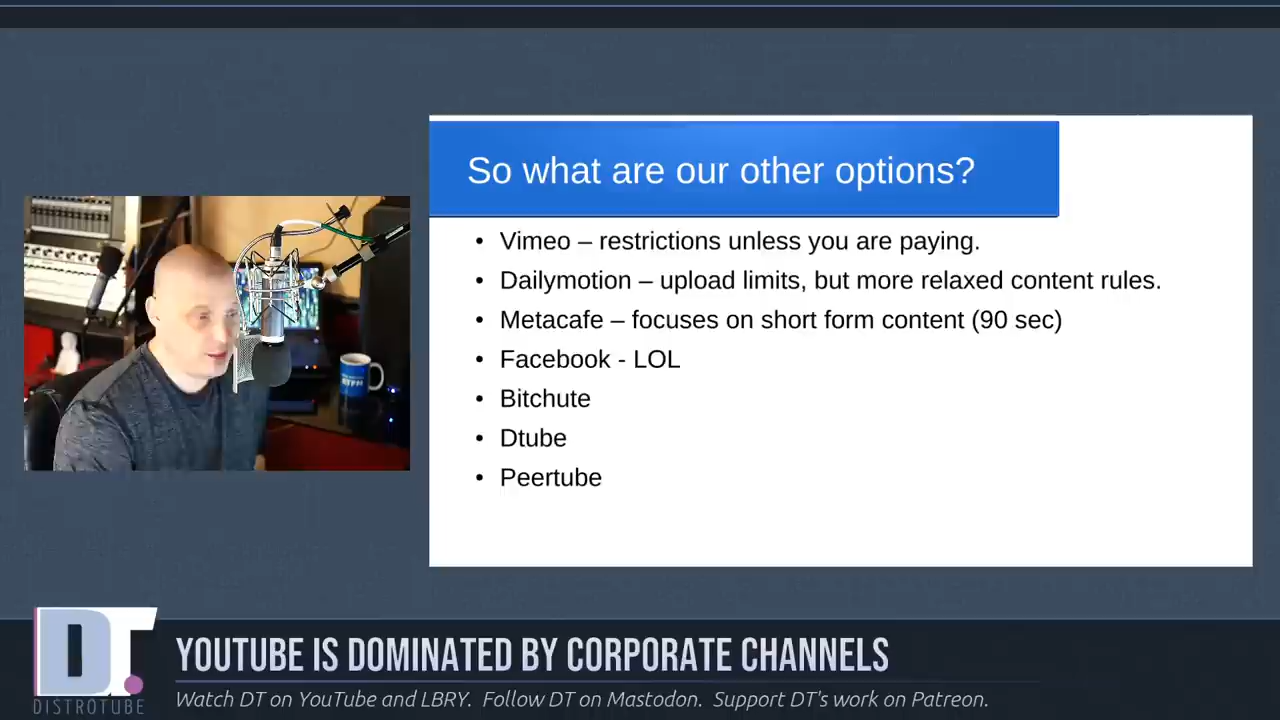 So what are our other options?
• Vimeo – restrictions unless you are paying.
• Dailymotion – upload limits, but more relaxed content rules.
• Metacafe – focuses on short form content (90 sec)
• Facebook - LOL
• Bitchute
• Dtube
• Peertube
RTFM
DT
DISTROTUBE
YOUTUBE IS DOMINATED BY CORPORATE CHANNELS
Watch DT on YouTube and LBRY. Follow DT on Mastodon. Support DT's work on Patreon.